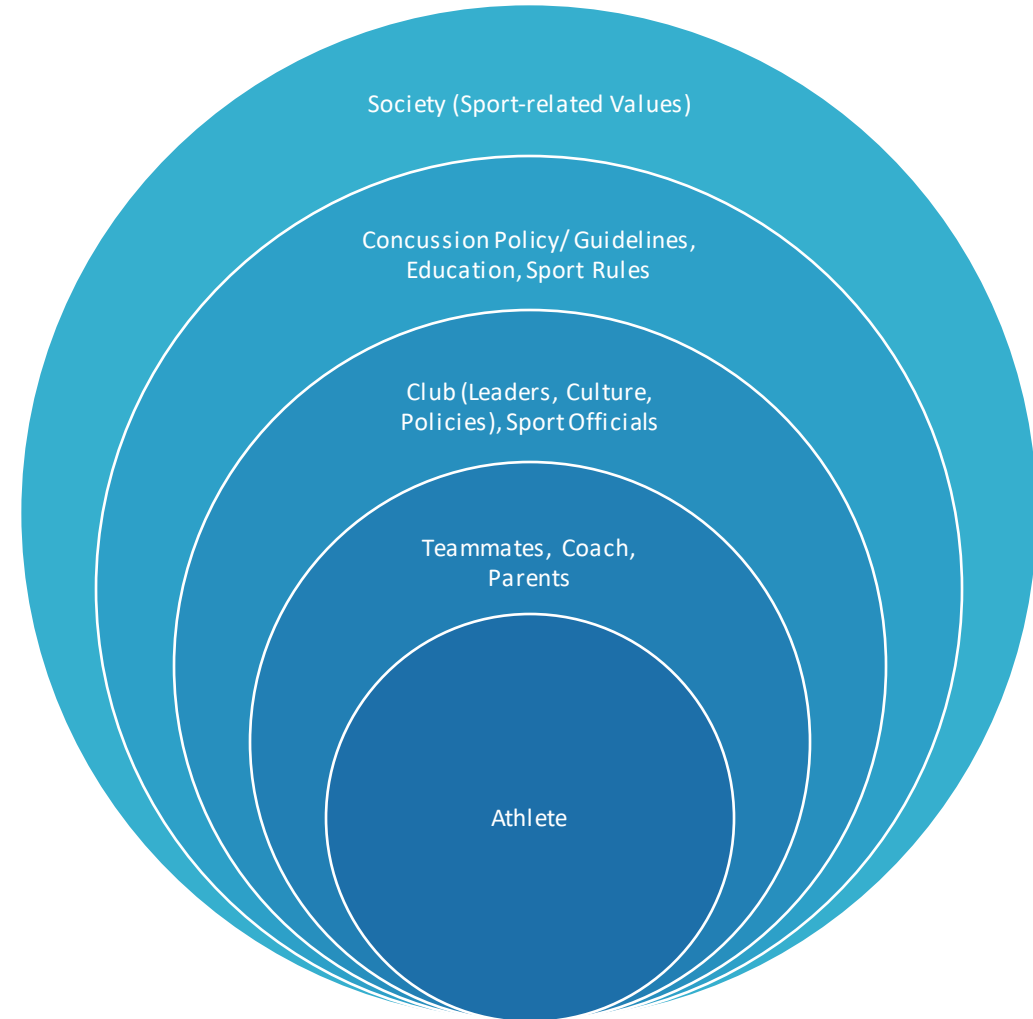 Society (Sport-related Values)
Concussion Policy/ Guidelines,
Education, Sport Rules
Club (Leaders, Culture,
Policies), Sport Officials
Teammates, Coach,
Parents
Athlete